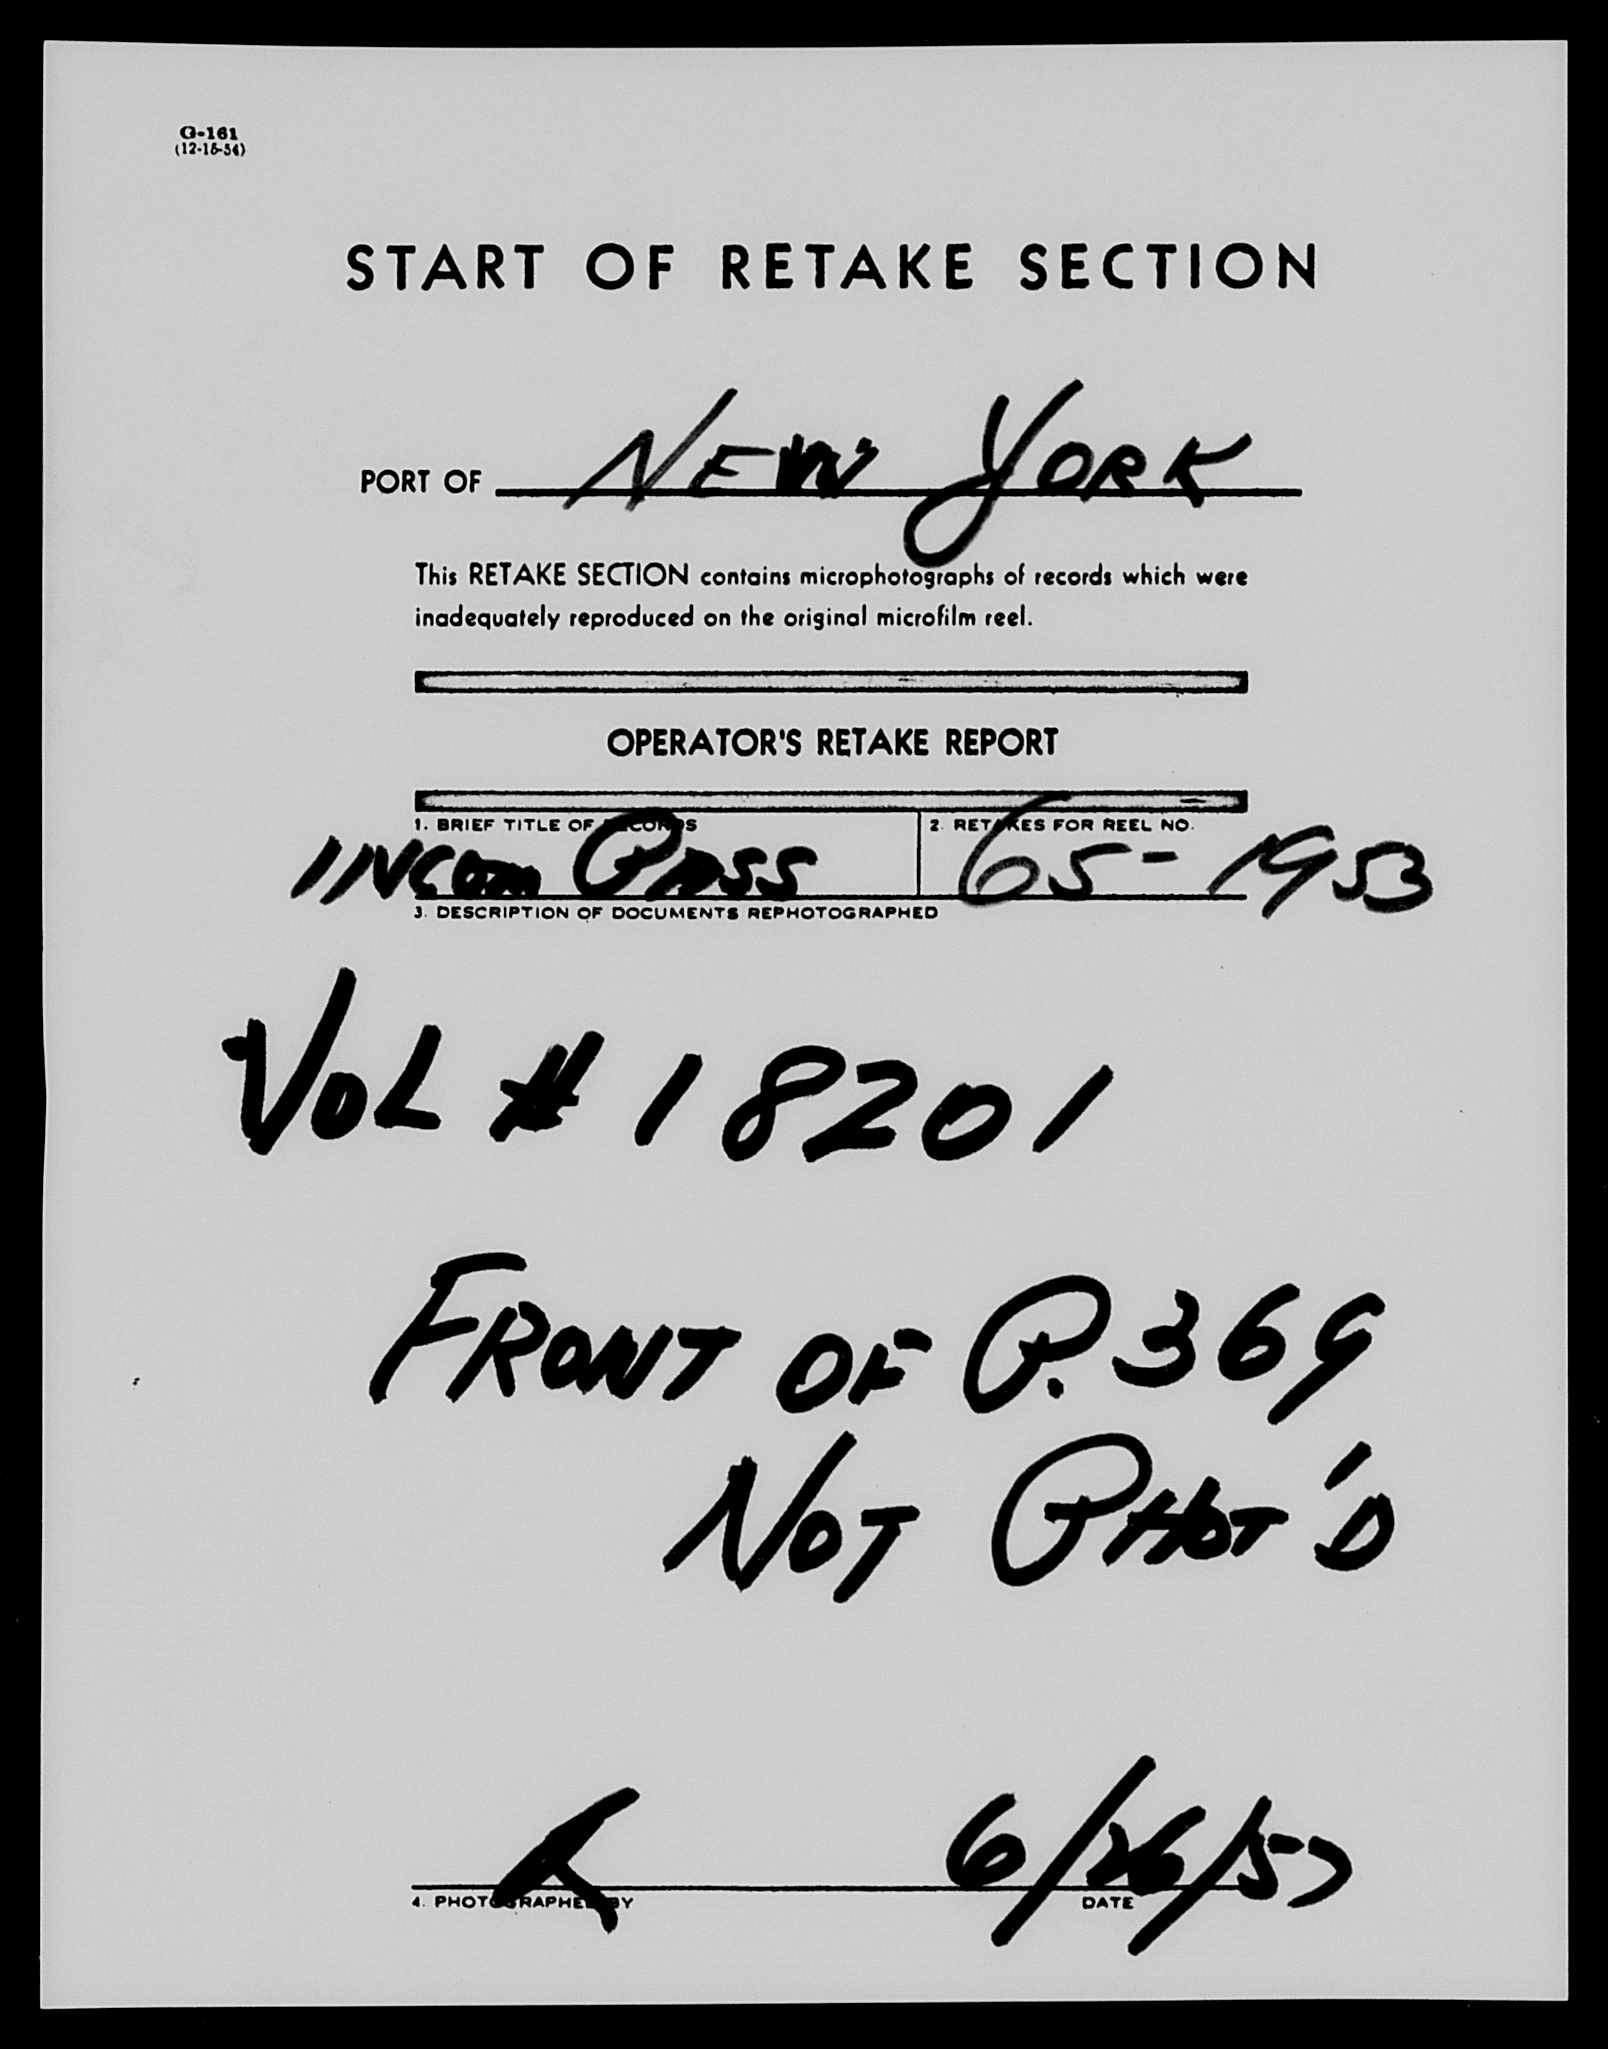 G-161
(12-15-54)
START OF RETAKE SECTION
PORT OF NEW YORK
This RETAKE SECTION contains microphotographs of records which were
inadequately reproduced on the original microfilm reel.
OPERATOR'S RETAKE REPORT
1. BRIEF TITLE OF RECORDS 2. RETAKES FOR REEL NO.
INCOM PASS 65-1953
3. DESCRIPTION OF DOCUMENTS REPHOTOGRAPHED
VOL # 18201
FRONT OF P. 369
NOT PHOT'D
6/26/57
4. PHOTOGRAPHED BY DATE